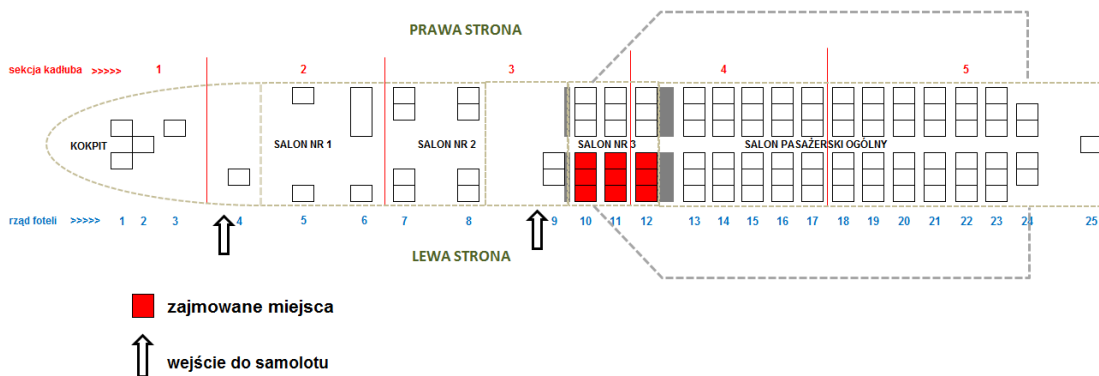 PRAWA STRONA
sekcja kadłuba >>>>> 1 2 3 4 5
KOKPIT SALON NR 1 SALON NR 2 SALON NR 3 SALON PASAŻERSKI OGÓLNY
rząd foteli >>>>> 1 2 3 4 5 6 7 8 9 10 11 12 13 14 15 16 17 18 19 20 21 22 23 24 25
LEWA STRONA
zajmowane miejsca
wejście do samolotu